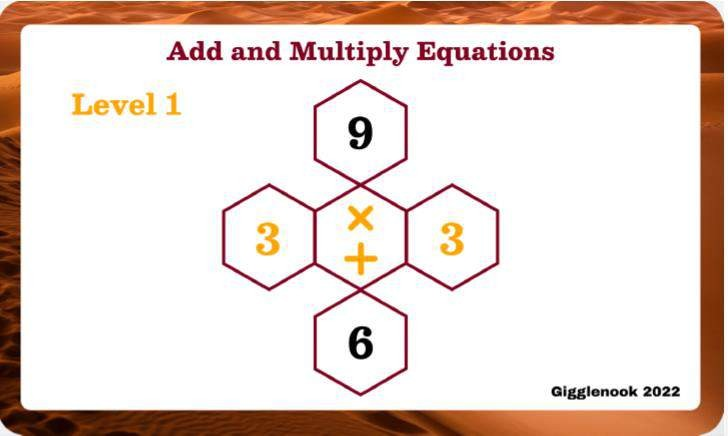 Add and Multiply Equations
Level 1
9
3 × 3
+
6
Gigglenook 2022